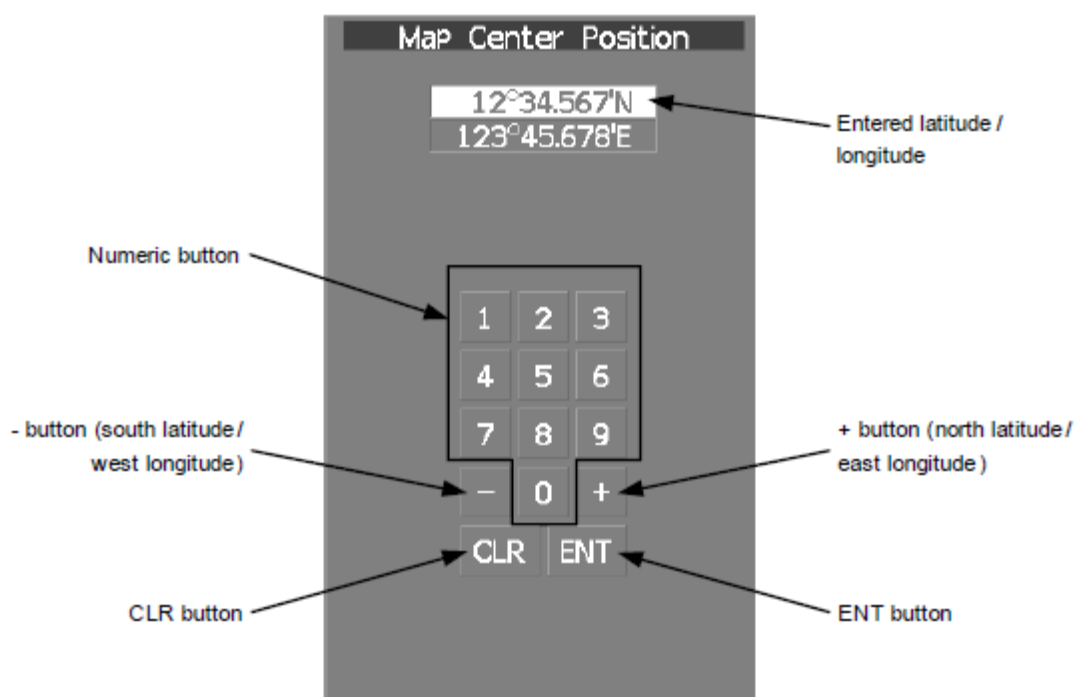 Map Center Position
12°34.567'N
123°45.678'E
Entered latitude /
longitude
Numeric button
1 2 3
4 5 6
7 8 9
- button (south latitude/
west longitude)
+ button (north latitude/
east longitude)
- 0 +
CLR ENT
CLR button
ENT button